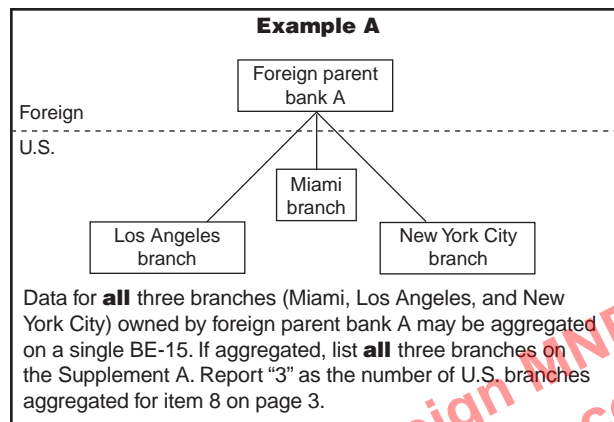 Example A
Foreign parent
bank A
Foreign
U.S.
Miami
branch
Los Angeles
branch
New York City
branch
Data for all three branches (Miami, Los Angeles, and New
York City) owned by foreign parent bank A may be aggregated
on a single BE-15. If aggregated, list all three branches on
the Supplement A. Report “3” as the number of U.S. branches
aggregated for item 8 on page 3.